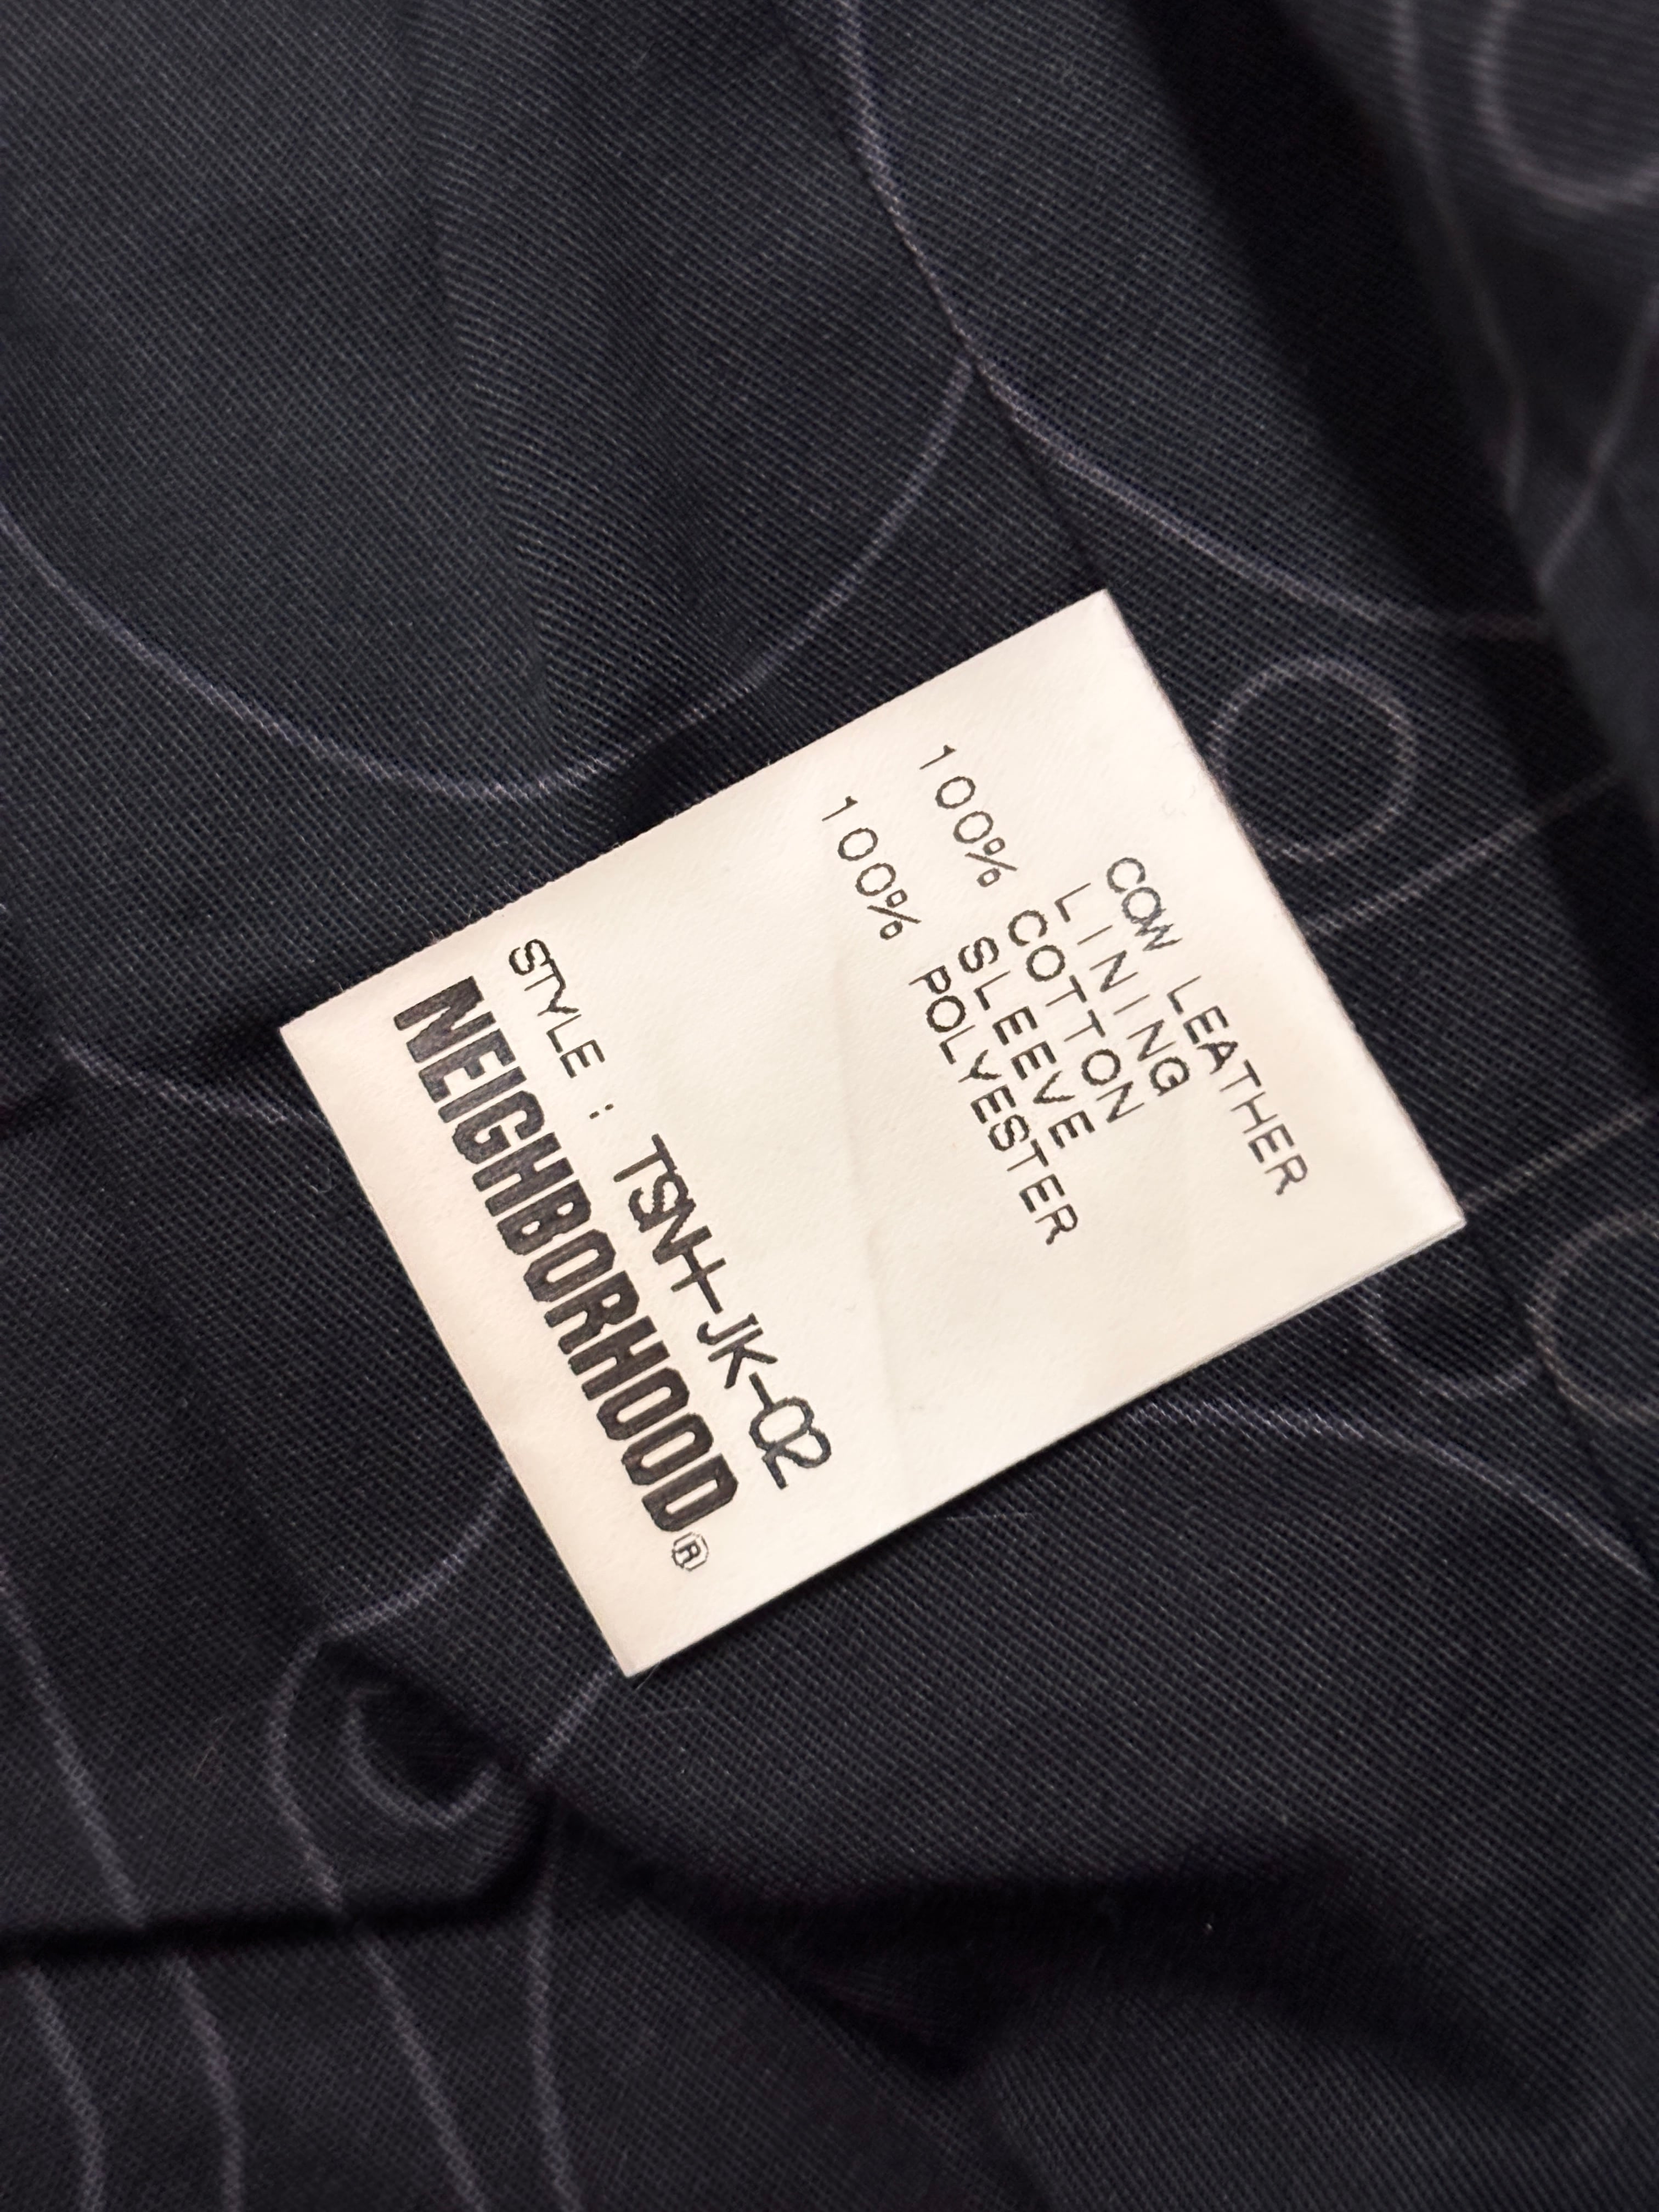 COW LEATHER
LINING
100% COTTON
SLEEVE
100% POLYESTER
STYLE : TSNH-JK-02
NEIGHBORHOOD®